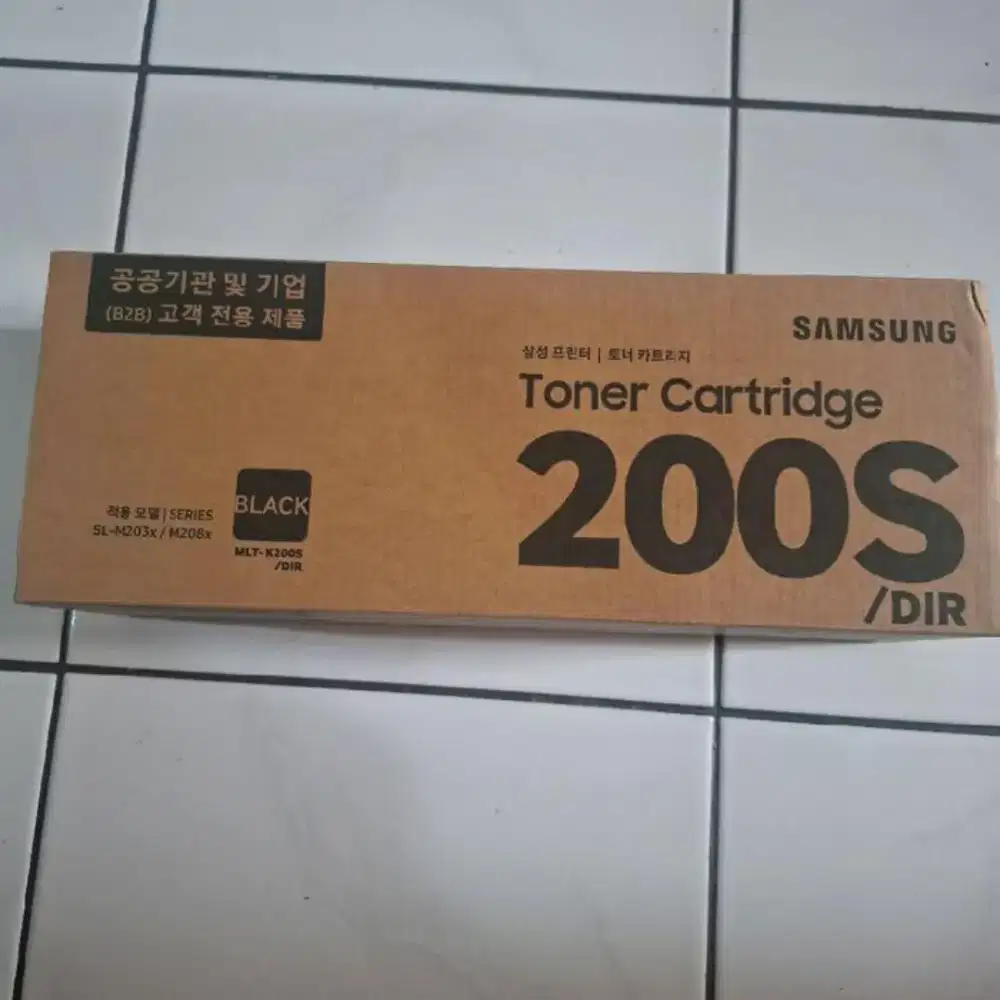 공공기관 및 기업
(B2B) 고객 전용 제품
SAMSUNG
삼성 프린터 | 토너 카트리지
Toner Cartridge
200S
/DIR
BLACK
적용 모델 | SERIES
SL-M203x / M208x
MLT-K200S
/DIR